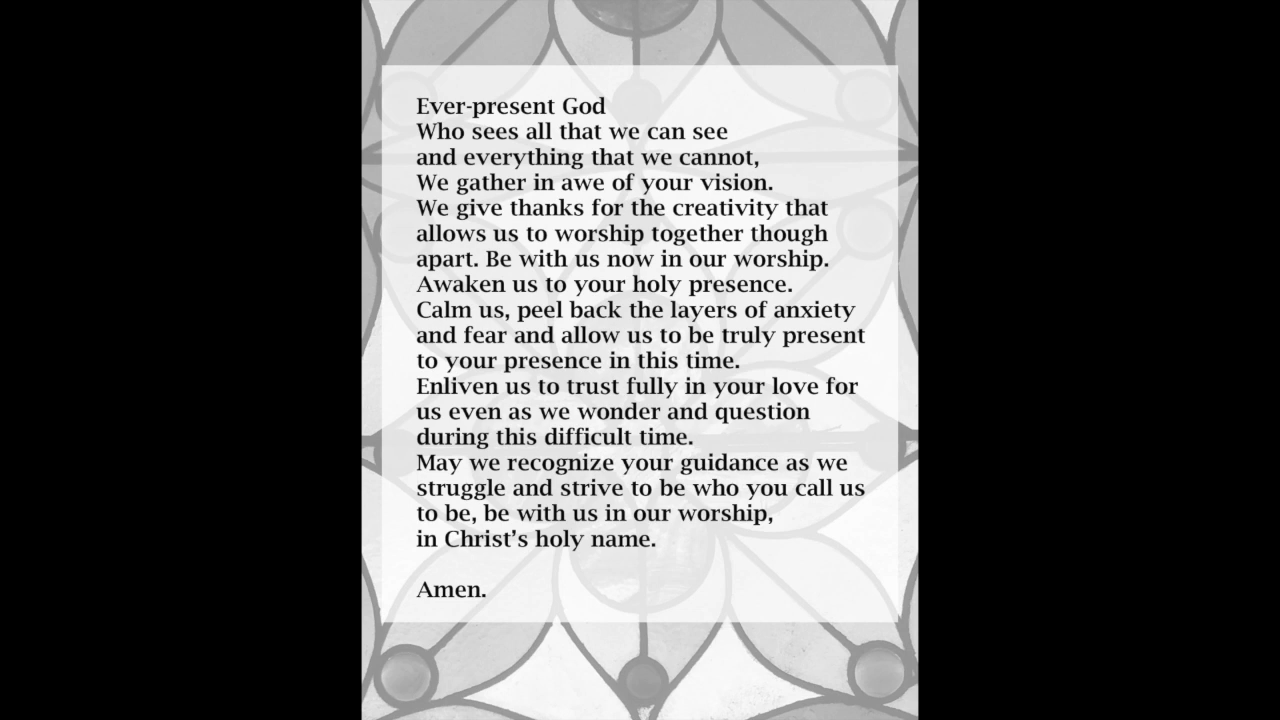 Ever-present God
Who sees all that we can see
and everything that we cannot,
We gather in awe of your vision.
We give thanks for the creativity that
allows us to worship together though
apart. Be with us now in our worship.
Awaken us to your holy presence.
Calm us, peel back the layers of anxiety
and fear and allow us to be truly present
to your presence in this time.
Enliven us to trust fully in your love for
us even as we wonder and question
during this difficult time.
May we recognize your guidance as we
struggle and strive to be who you call us
to be, be with us in our worship,
in Christ’s holy name.
Amen.